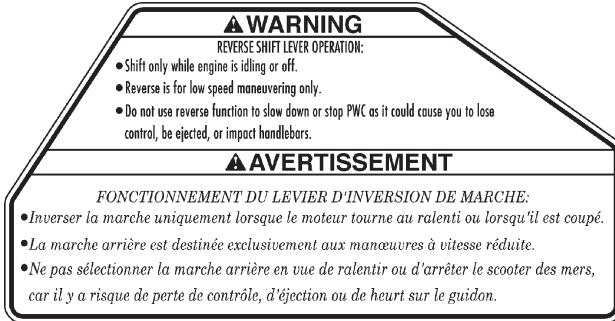 ⚠WARNING
REVERSE SHIFT LEVER OPERATION:
•Shift only while engine is idling or off.
•Reverse is for low speed maneuvering only.
•Do not use reverse function to slow down or stop PWC as it could cause you to lose
control, be ejected, or impact handlebars.
⚠AVERTISSEMENT
FONCTIONNEMENT DU LEVIER D'INVERSION DE MARCHE:
•Inverser la marche uniquement lorsque le moteur tourne au ralenti ou lorsqu'il est coupé.
•La marche arrière est destinée exclusivement aux manœuvres à vitesse réduite.
•Ne pas sélectionner la marche arrière en vue de ralentir ou d'arrêter le scooter des mers,
car il y a risque de perte de contrôle, d'éjection ou de heurt sur le guidon.